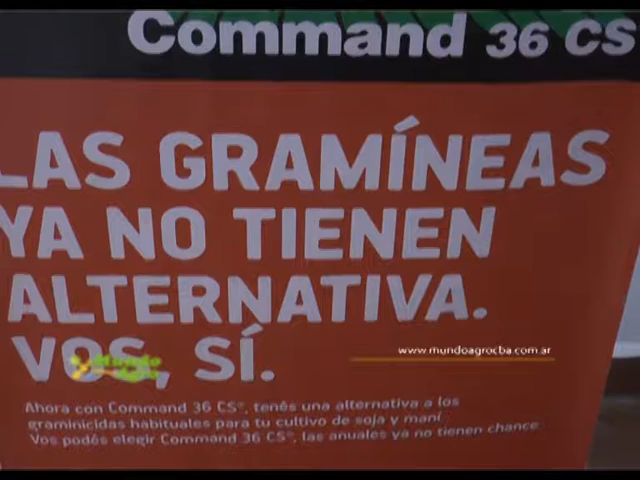 Command 36 CS
LAS GRAMÍNEAS
YA NO TIENEN
ALTERNATIVA.
VOS, SÍ.
www.mundoagrocba.com.ar
Mundo
Agro
Ahora con Command 36 CS®, tenés una alternativa a los
graminicidas habituales para tu cultivo de soja y maní.
Vos podés elegir Command 36 CS®, las anuales ya no tienen chance